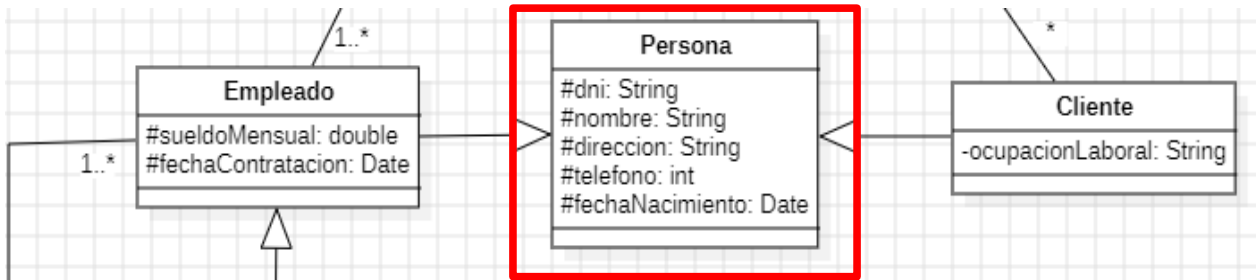 1..*
Empleado
#sueldoMensual: double
#fechaContratacion: Date
1..*
Persona
#dni: String
#nombre: String
#direccion: String
#telefono: int
#fechaNacimiento: Date
*
Cliente
-ocupacionLaboral: String